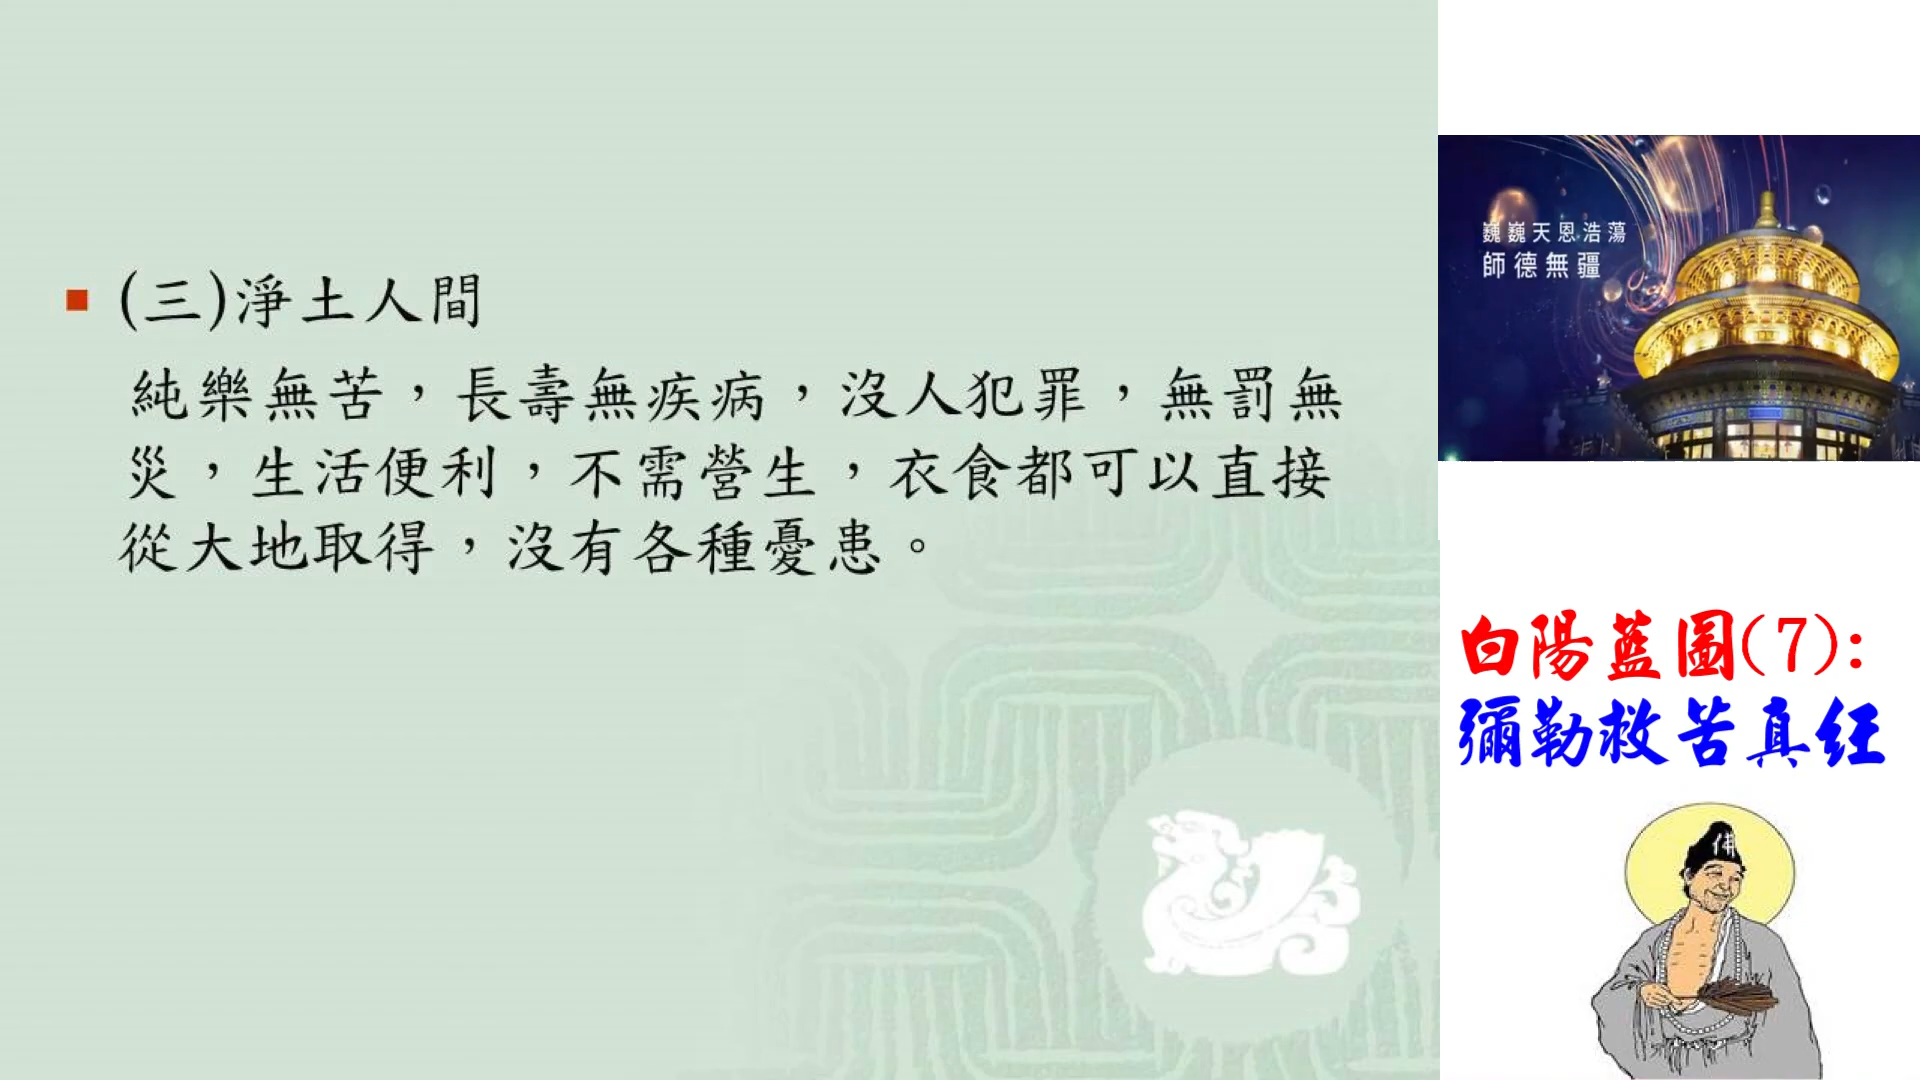 (三)淨土人間
純樂無苦，長壽無疾病，沒人犯罪，無罰無
災，生活便利，不需營生，衣食都可以直接
從大地取得，沒有各種憂患。
巍巍天恩浩蕩
師德無疆
白陽藍圖(7):
彌勒救苦真經
佛